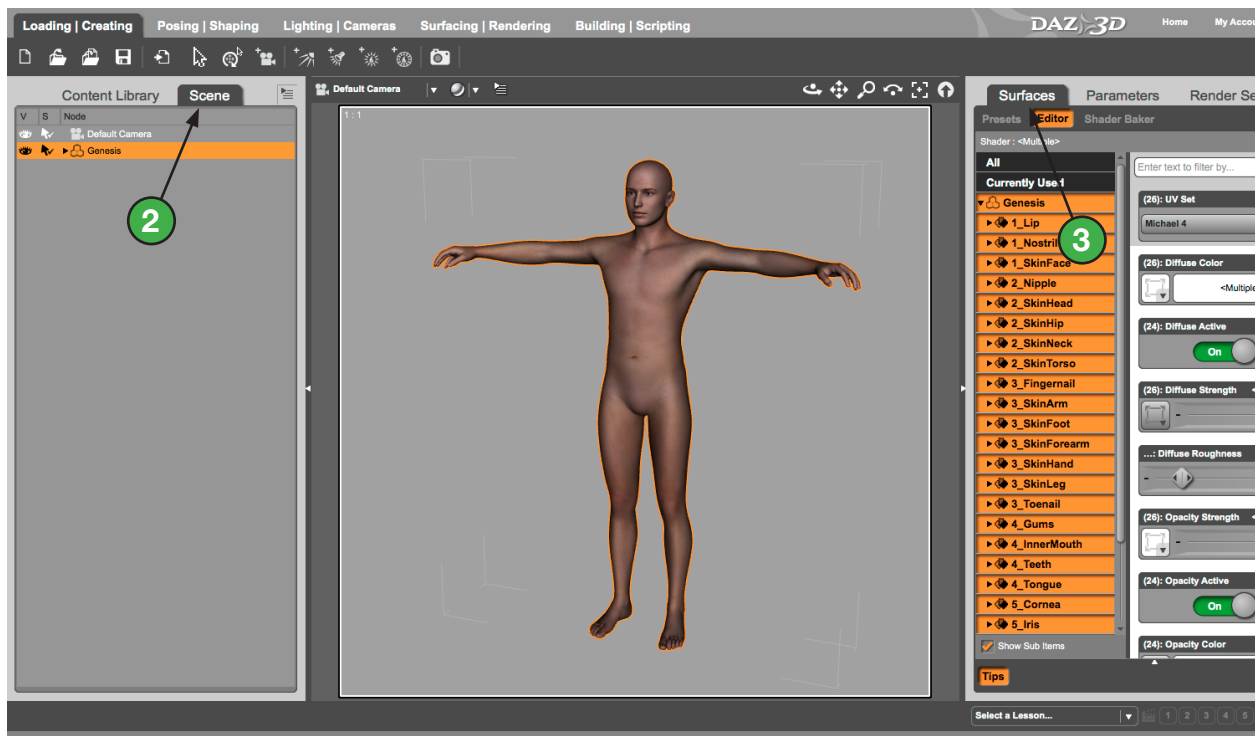 Loading | Creating Posing | Shaping Lighting | Cameras Surfacing | Rendering Building | Scripting DAZ 3D Home My Accou
Content Library Scene
V S Node
Default Camera
Genesis
2
Default Camera
1 : 1
Surfaces Parameters Render Se
Presets Editor Shader Baker
Shader : <Multiple>
All
Currently Used
Genesis
1_Lip
1_Nostril
1_SkinFace
2_Nipple
2_SkinHead
2_SkinHip
2_SkinNeck
2_SkinTorso
3_Fingernail
3_SkinArm
3_SkinFoot
3_SkinForearm
3_SkinHand
3_SkinLeg
3_Toenail
4_Gums
4_InnerMouth
4_Teeth
4_Tongue
5_Cornea
5_Iris
Show Sub Items
3
Enter text to filter by...
(26): UV Set
Michael 4
(26): Diffuse Color
<Multiple
(24): Diffuse Active
On
(26): Diffuse Strength <
-
...: Diffuse Roughness
-
(26): Opacity Strength <
-
(24): Opacity Active
On
(24): Opacity Color
Tips
Select a Lesson... 1 2 3 4 5